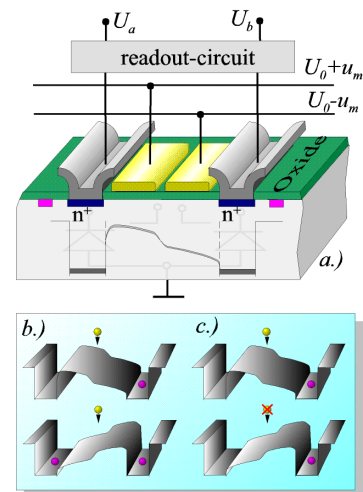 Ua Ub
readout-circuit
U0+um
U0-um
Oxide
n+ n+
a.)
b.) c.)